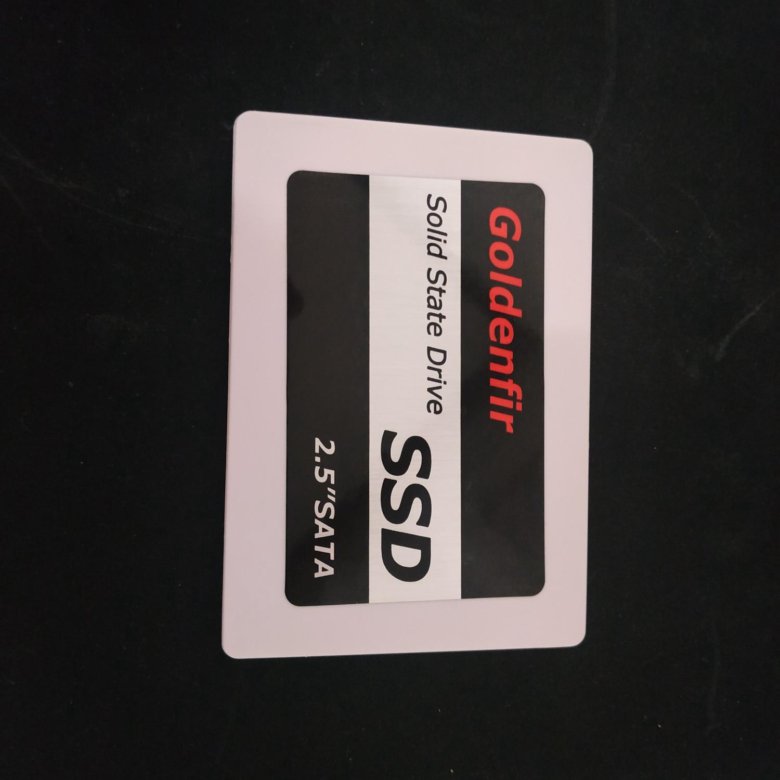 Goldenfir
Solid State Drive
SSD
2.5"SATA